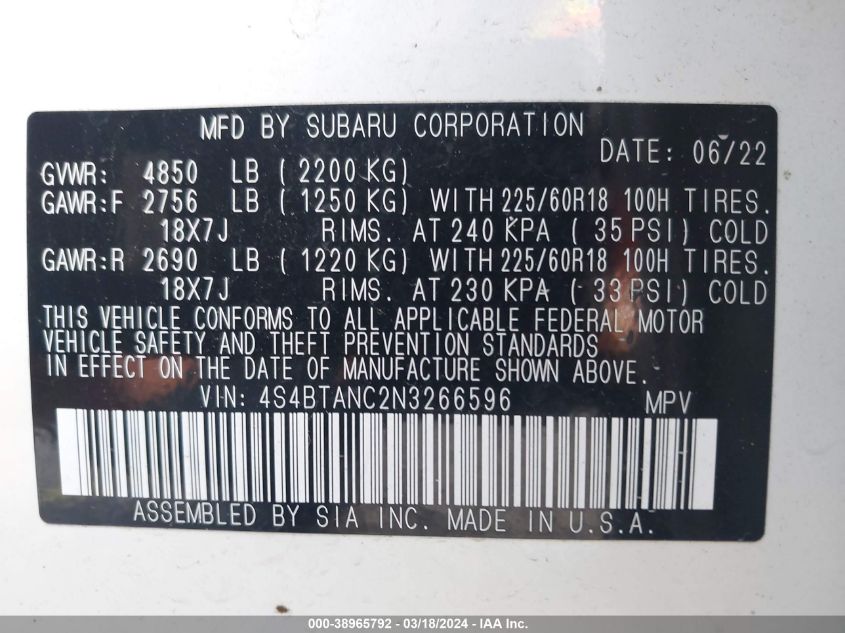 MFD BY SUBARU CORPORATION
DATE: 06/22
GVWR: 4850 LB ( 2200 KG)
GAWR:F 2756 LB ( 1250 KG) WITH 225/60R18 100H TIRES.
18X7J RIMS. AT 240 KPA ( 35 PSI) COLD
GAWR:R 2690 LB ( 1220 KG) WITH 225/60R18 100H TIRES.
18X7J RIMS. AT 230 KPA ( 33 PSI) COLD
THIS VEHICLE CONFORMS TO ALL APPLICABLE FEDERAL MOTOR
VEHICLE SAFETY AND THEFT PREVENTION STANDARDS
IN EFFECT ON THE DATE OF MANUFACTURE SHOWN ABOVE.
VIN: 4S4BTANC2N3266596 MPV
ASSEMBLED BY SIA INC. MADE IN U.S.A.
000-38965792 - 03/18/2024 - IAA Inc.